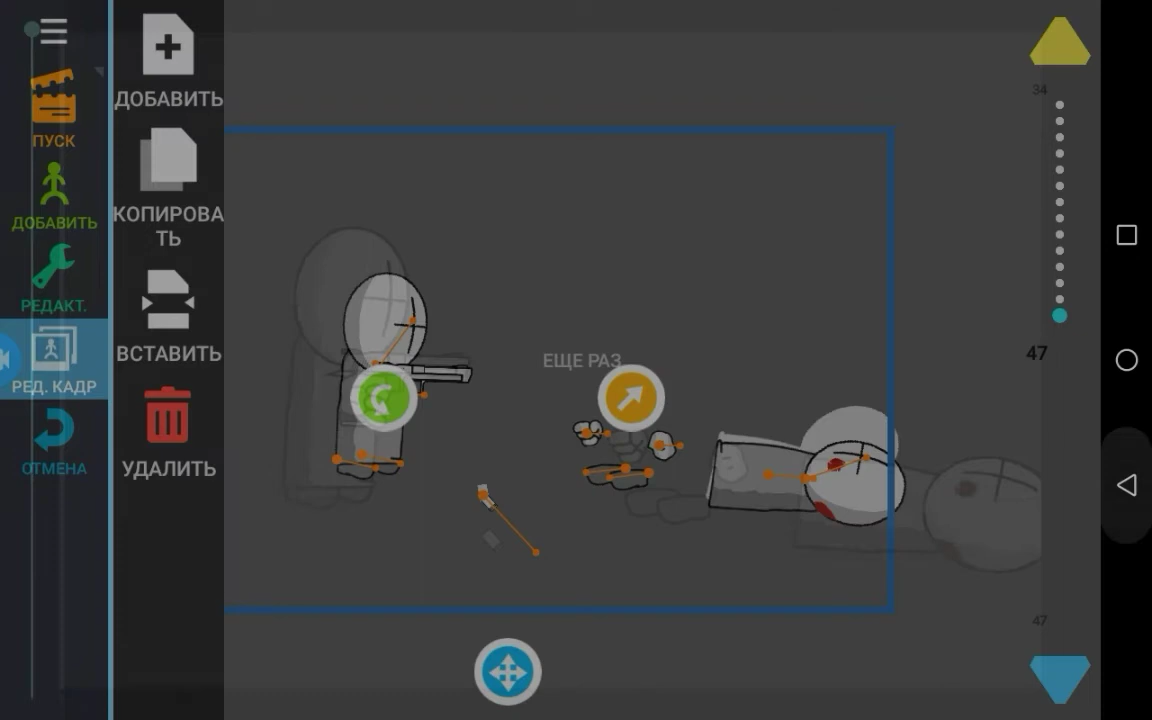 ПУСК
ДОБАВИТЬ
РЕДАКТ.
РЕД. КАДР
ОТМЕНА
ДОБАВИТЬ
КОПИРОВА
ТЬ
ВСТАВИТЬ
УДАЛИТЬ
ЕЩЕ РАЗ
34
47
47